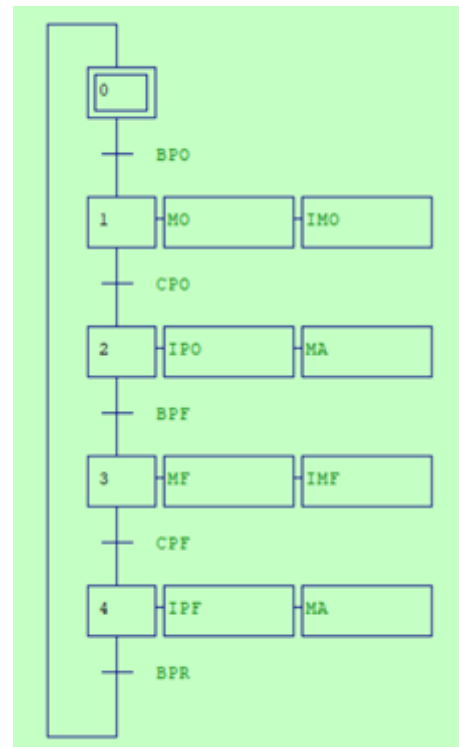 0
BPO
1 MO IMO
CPO
2 IPO MA
BPF
3 MF IMF
CPF
4 IPF MA
BPR